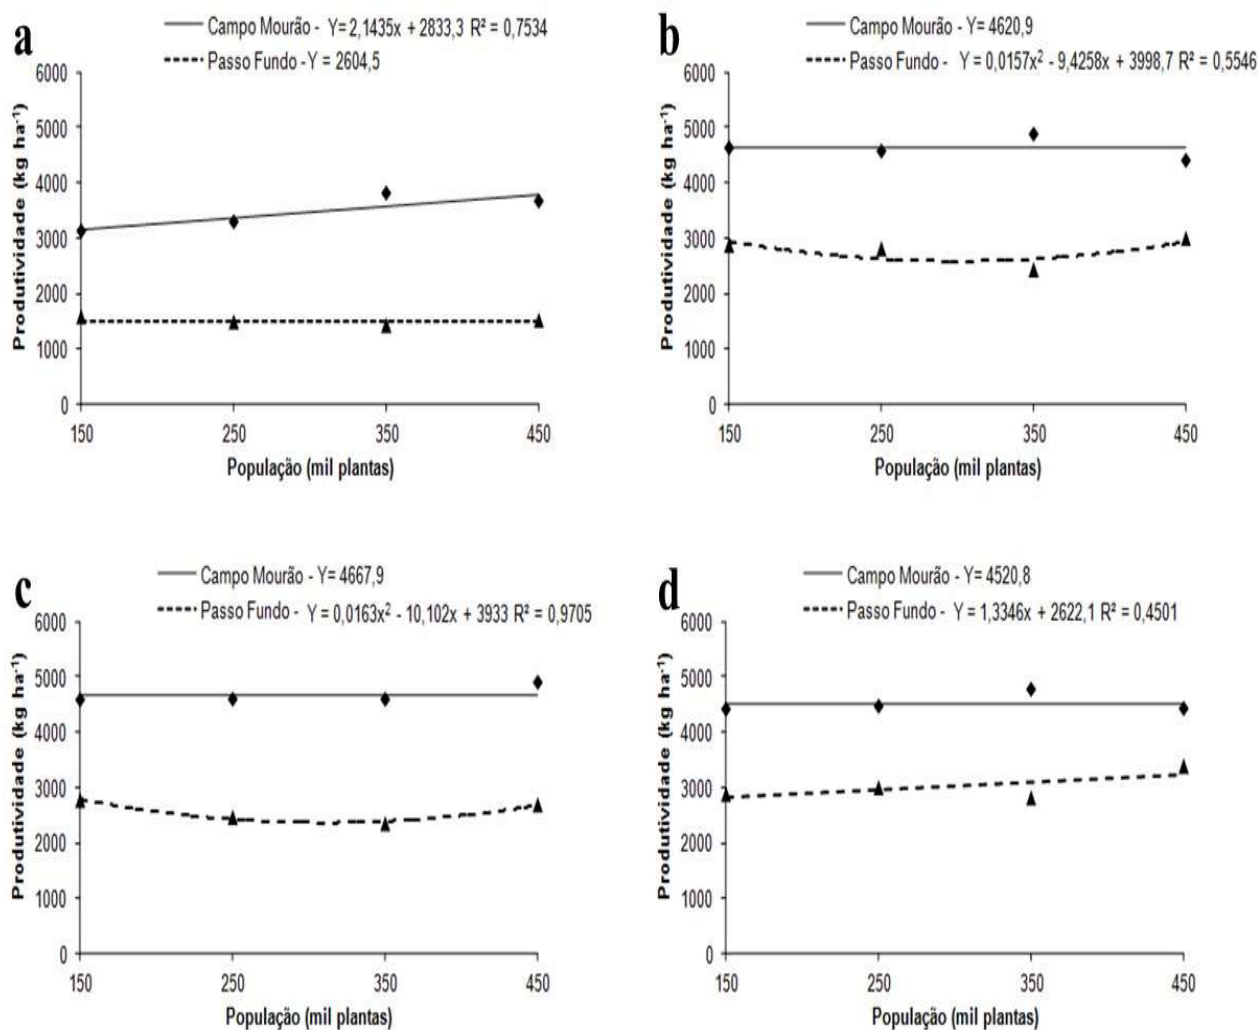 a
Campo Mourão - Y=2,1435x + 2833,3 R² = 0,7534
Passo Fundo - Y = 2604,5
Produtividade (kg ha⁻¹)
6000
5000
4000
3000
2000
1000
0
150 250 350 450
População (mil plantas)
b
Campo Mourão - Y= 4620,9
Passo Fundo - Y = 0,0157x² - 9,4258x + 3998,7 R² = 0,5546
Produtividade (kg ha⁻¹)
6000
5000
4000
3000
2000
1000
0
150 250 350 450
População (mil plantas)
c
Campo Mourão - Y= 4667,9
Passo Fundo - Y = 0,0163x² - 10,102x + 3933 R² = 0,9705
Produtividade (kg ha⁻¹)
6000
5000
4000
3000
2000
1000
0
150 250 350 450
População (mil plantas)
d
Campo Mourão - Y= 4520,8
Passo Fundo - Y = 1,3346x + 2622,1 R² = 0,4501
Produtividade (kg ha⁻¹)
6000
5000
4000
3000
2000
1000
0
150 250 350 450
População (mil plantas)